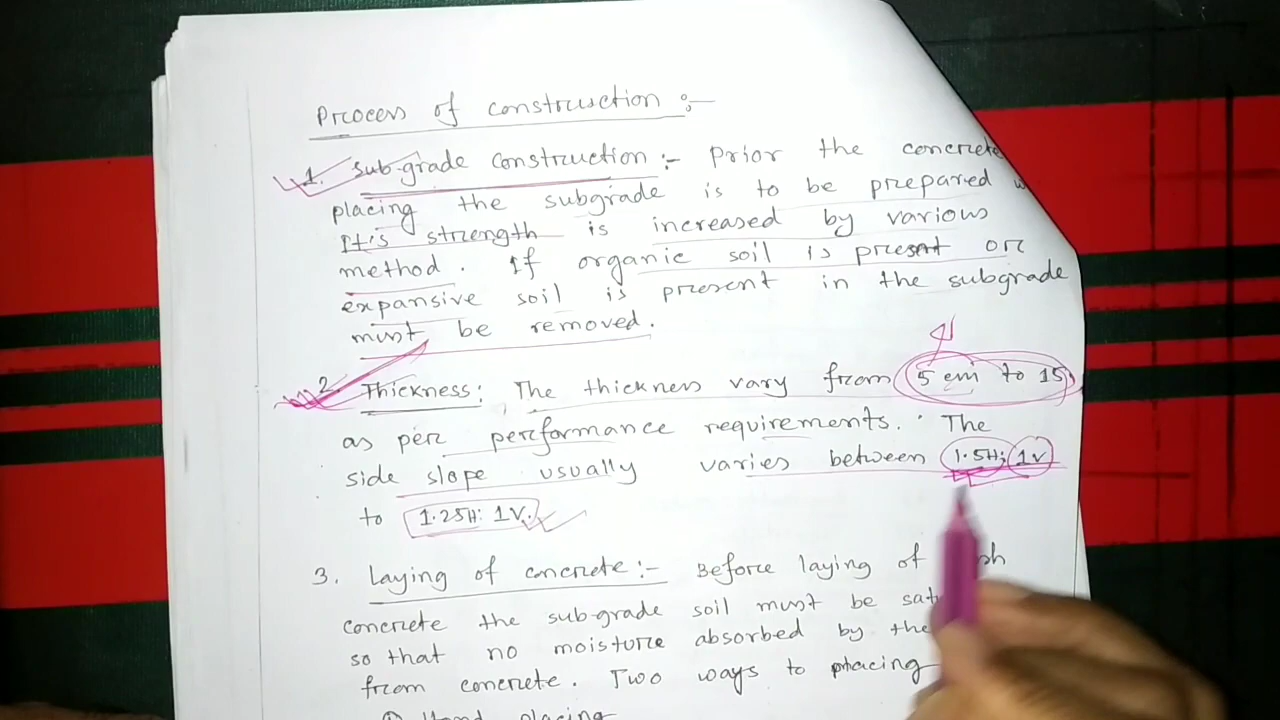 Process of construction :-
1. Sub-grade construction :- Prior the concrete
placing the subgrade is to be prepared
It's strength is increased by various
method. If organic soil is present or
expansive soil is present in the subgrade
must be removed.
2 Thickness: The thickness vary from 5 cm to 15
as per performance requirements. The
side slope usually varies between 1.5H: 1V
to 1.25H: 1V.
3. Laying of concrete :- Before laying of
concrete the sub-grade soil must be
so that no moisture absorbed by the
from concrete. Two ways to placing
① Hand placing